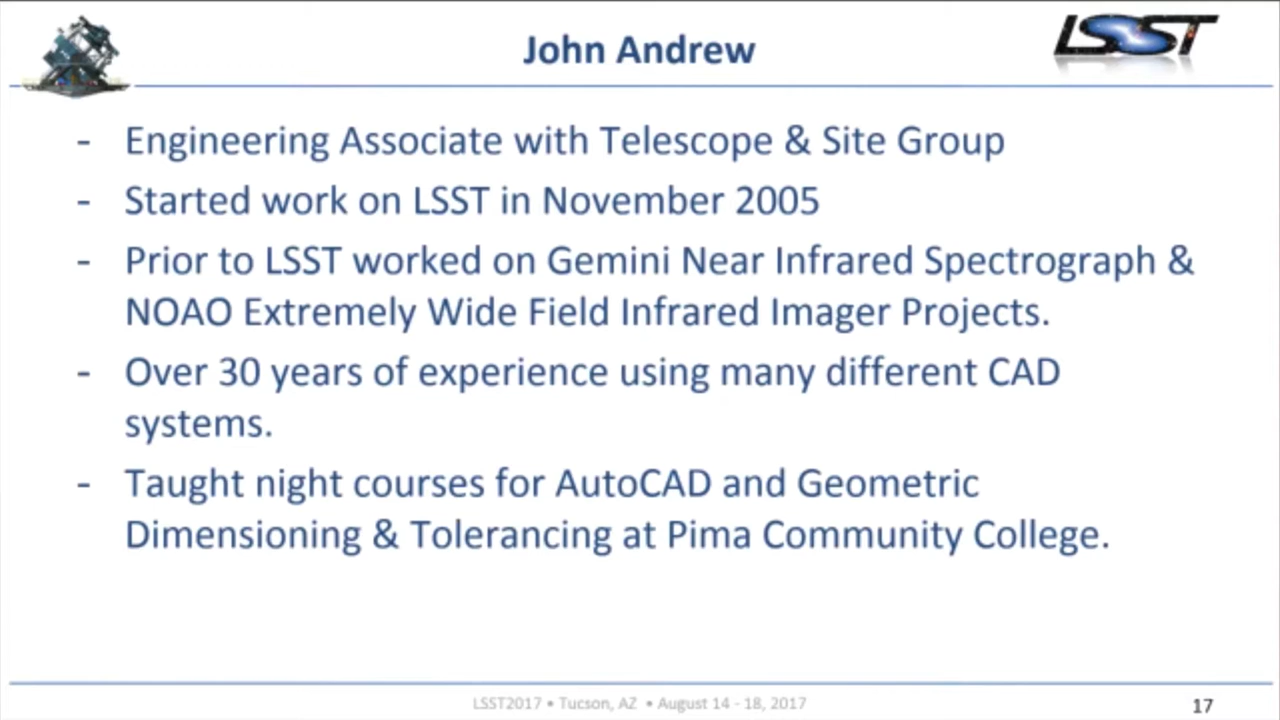 John Andrew
LSST
- Engineering Associate with Telescope & Site Group
- Started work on LSST in November 2005
- Prior to LSST worked on Gemini Near Infrared Spectrograph &
NOAO Extremely Wide Field Infrared Imager Projects.
- Over 30 years of experience using many different CAD
systems.
- Taught night courses for AutoCAD and Geometric
Dimensioning & Tolerancing at Pima Community College.
LSST2017 • Tucson, AZ • August 14 - 18, 2017
17